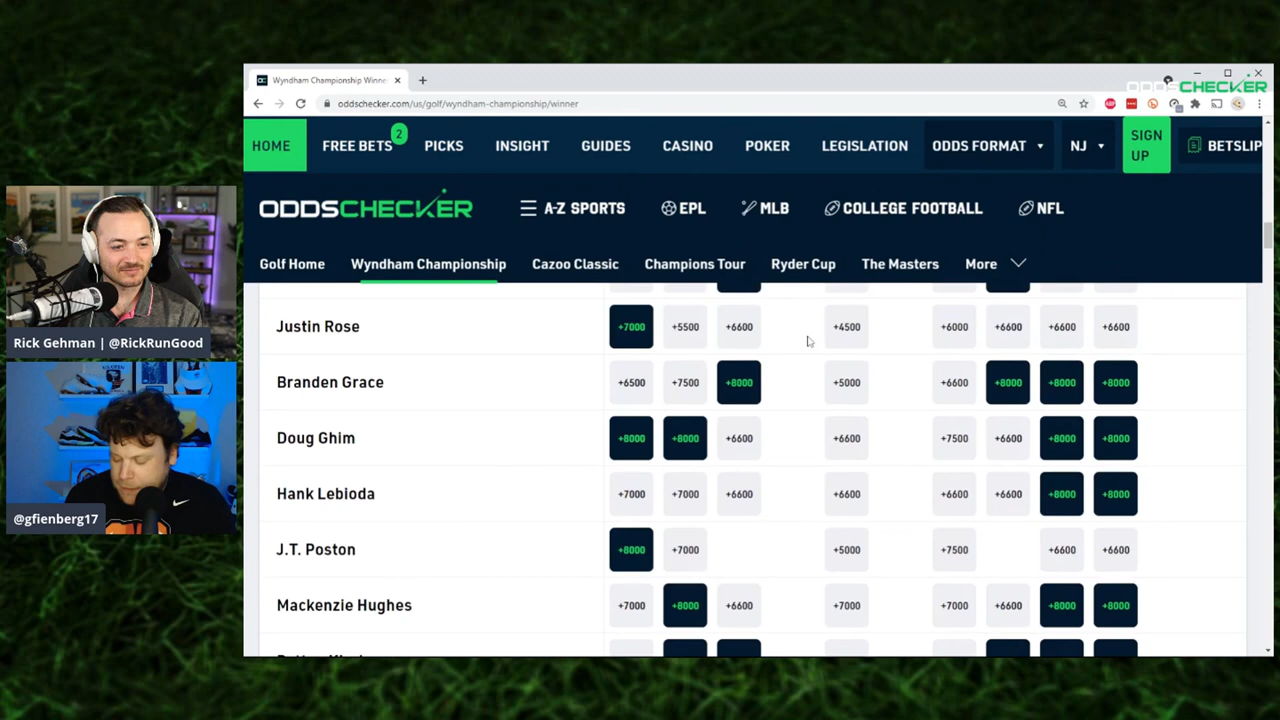 Wyndham Championship Winne
ODDSCHECKER
oddschecker.com/us/golf/wyndham-championship/winner
HOME
FREE BETS 2
PICKS
INSIGHT
GUIDES
CASINO
POKER
LEGISLATION
ODDS FORMAT
NJ
SIGN UP
BETSLIP
ODDSCHECKER
A-Z SPORTS
EPL
MLB
COLLEGE FOOTBALL
NFL
Golf Home
Wyndham Championship
Cazoo Classic
Champions Tour
Ryder Cup
The Masters
More
Justin Rose +7000 +5500 +6600 +4500 +6000 +6600 +6600 +6600
Branden Grace +6500 +7500 +8000 +5000 +6600 +8000 +8000 +8000
Doug Ghim +8000 +8000 +6600 +6600 +7500 +6600 +8000 +8000
Hank Lebioda +7000 +7000 +6600 +6600 +6600 +6600 +8000 +8000
J.T. Poston +8000 +7000 +5000 +7500 +6600 +6600
Mackenzie Hughes +7000 +8000 +6600 +7000 +7000 +6600 +8000 +8000
Rick Gehman | @RickRunGood
@gfienberg17